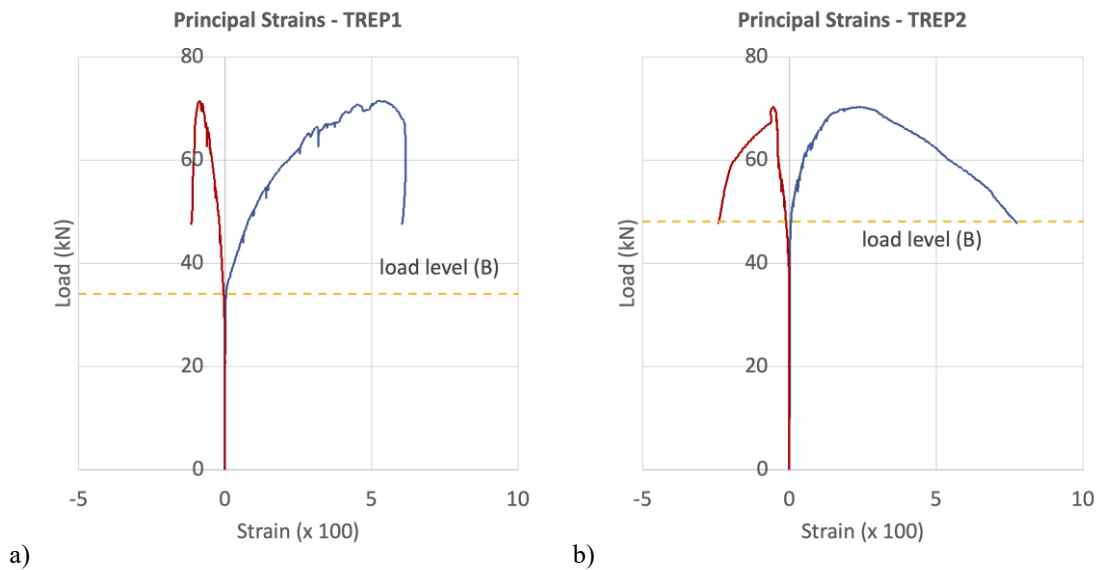 Principal Strains - TREP1
80
60
40
20
0
Load (kN)
load level (B)
-5 0 5 10
Strain (x 100)
a)
Principal Strains - TREP2
80
60
40
20
0
Load (kN)
load level (B)
-5 0 5 10
Strain (x 100)
b)